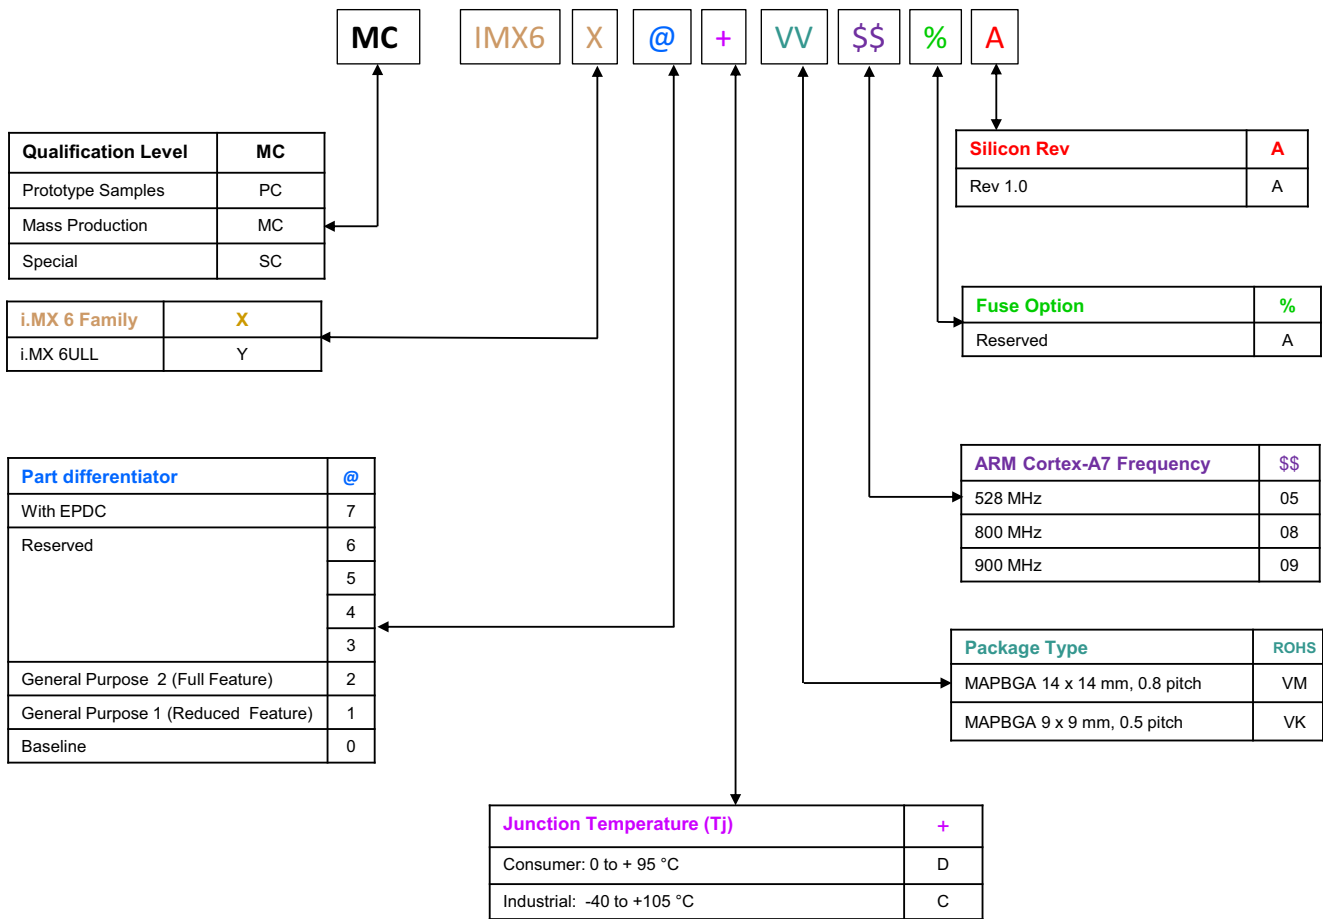 MC IMX6 X @ + VV $$ % A
Qualification Level MC
Prototype Samples PC
Mass Production MC
Special SC
Silicon Rev A
Rev 1.0 A
i.MX 6 Family X
i.MX 6ULL Y
Fuse Option %
Reserved A
Part differentiator @
With EPDC 7
Reserved 6
5
4
3
General Purpose 2 (Full Feature) 2
General Purpose 1 (Reduced Feature) 1
Baseline 0
ARM Cortex-A7 Frequency $$
528 MHz 05
800 MHz 08
900 MHz 09
Package Type ROHS
MAPBGA 14 x 14 mm, 0.8 pitch VM
MAPBGA 9 x 9 mm, 0.5 pitch VK
Junction Temperature (Tj) +
Consumer: 0 to + 95 °C D
Industrial: -40 to +105 °C C